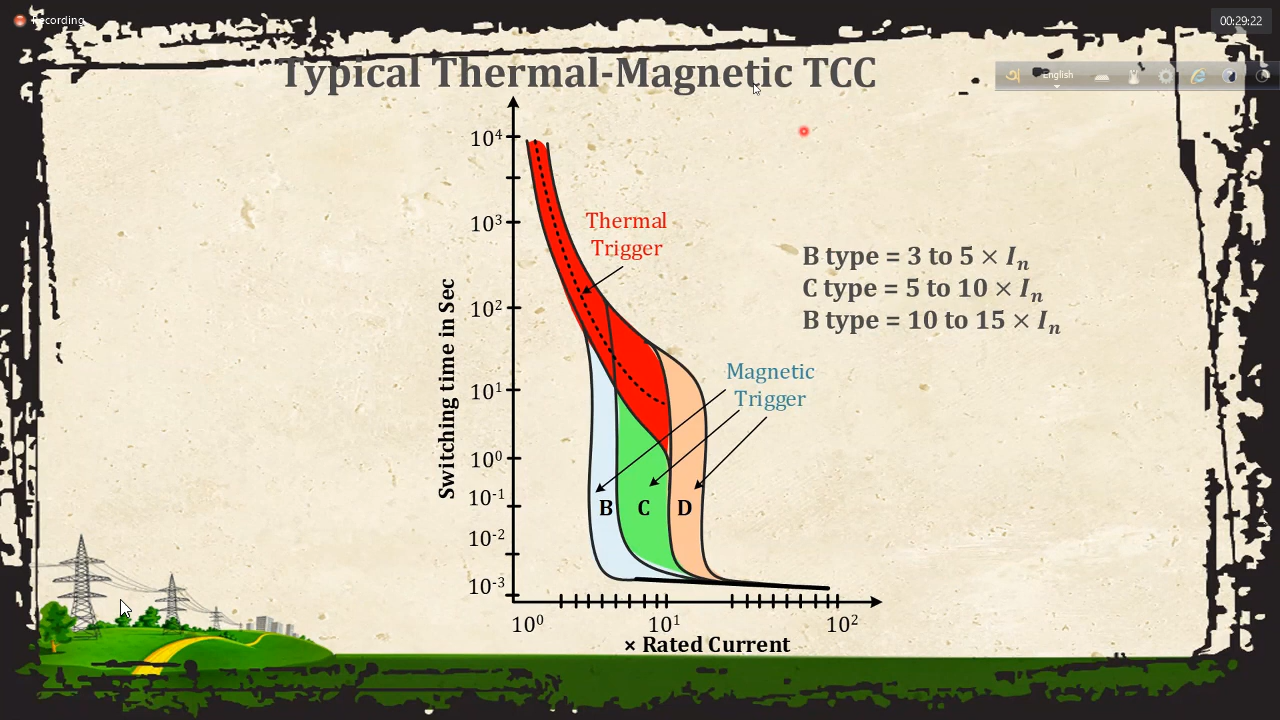 Recording
00:29:22
Typical Thermal-Magnetic TCC
English
10⁴
Thermal
Trigger
10³
B type = 3 to 5 × Iₙ
C type = 5 to 10 × Iₙ
B type = 10 to 15 × Iₙ
10²
Magnetic
Trigger
10¹
Switching time in Sec
10⁰
10⁻¹
B C D
10⁻²
10⁻³
10⁰ 10¹ 10²
× Rated Current